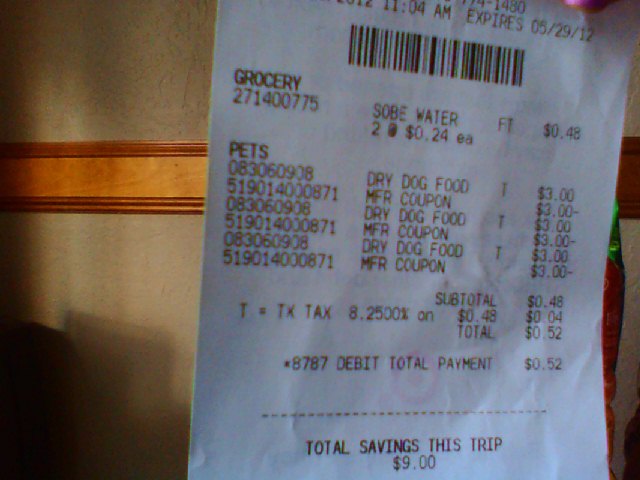 774-1480
2012 11:04 AM EXPIRES 05/29/12
GROCERY
271400775 SOBE WATER FT $0.48
2 @ $0.24 ea
PETS
083060908 DRY DOG FOOD T $3.00
519014000871 MFR COUPON $3.00-
083060908 DRY DOG FOOD T $3.00
519014000871 MFR COUPON $3.00-
083060908 DRY DOG FOOD T $3.00
519014000871 MFR COUPON $3.00-
SUBTOTAL $0.48
T = TX TAX 8.2500% on $0.48 $0.04
TOTAL $0.52
*8787 DEBIT TOTAL PAYMENT $0.52
TOTAL SAVINGS THIS TRIP
$9.00